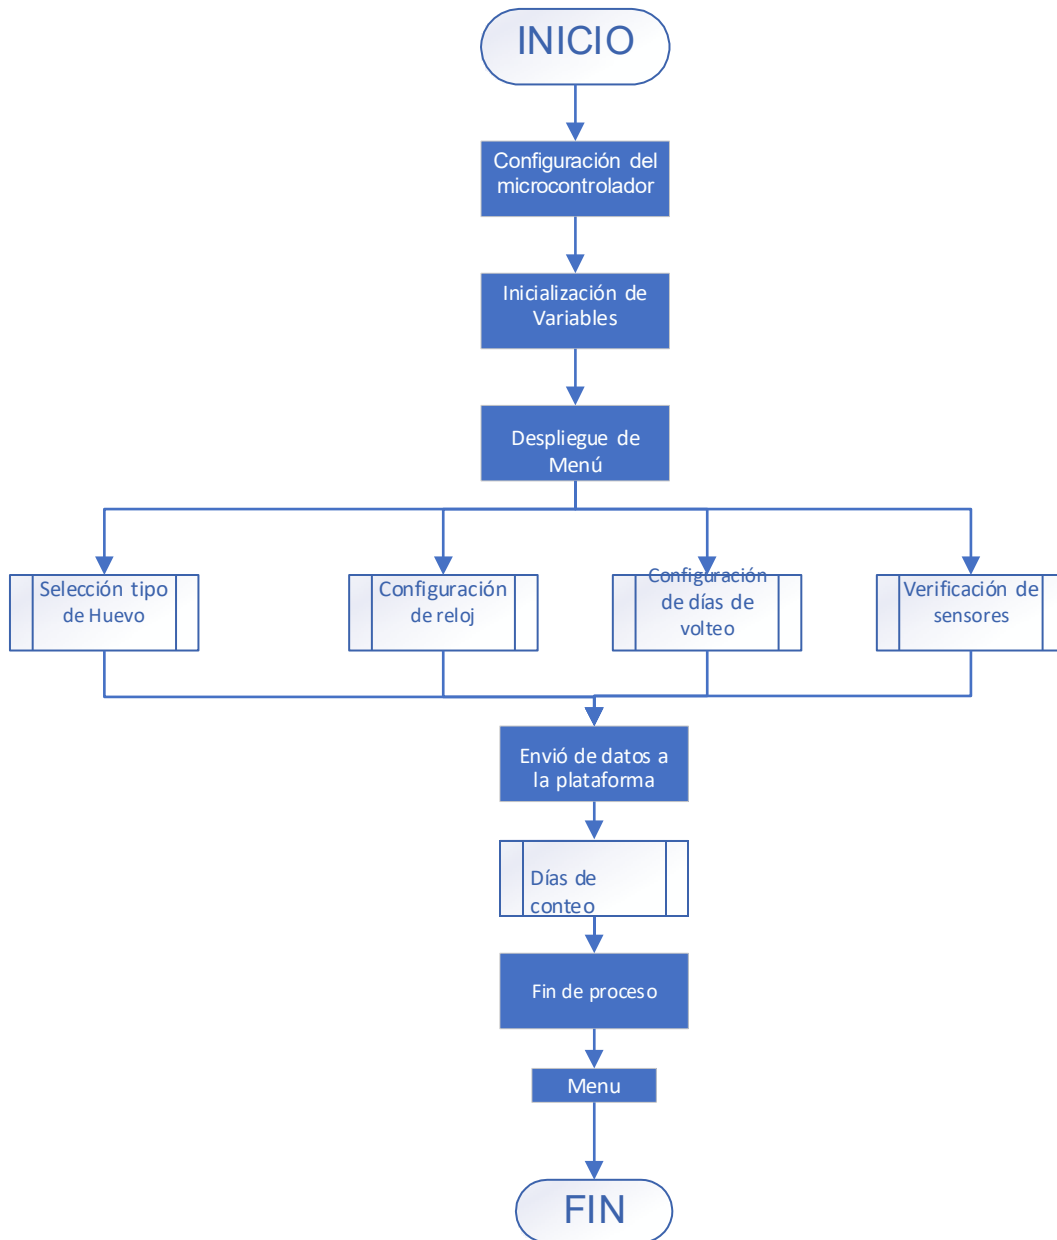 INICIO
Configuración del
microcontrolador
Inicialización de
Variables
Despliegue de
Menú
Selección tipo
de Huevo
Configuración
de reloj
Configuración
de días de
volteo
Verificación de
sensores
Envió de datos a
la plataforma
Días de
conteo
Fin de proceso
Menu
FIN